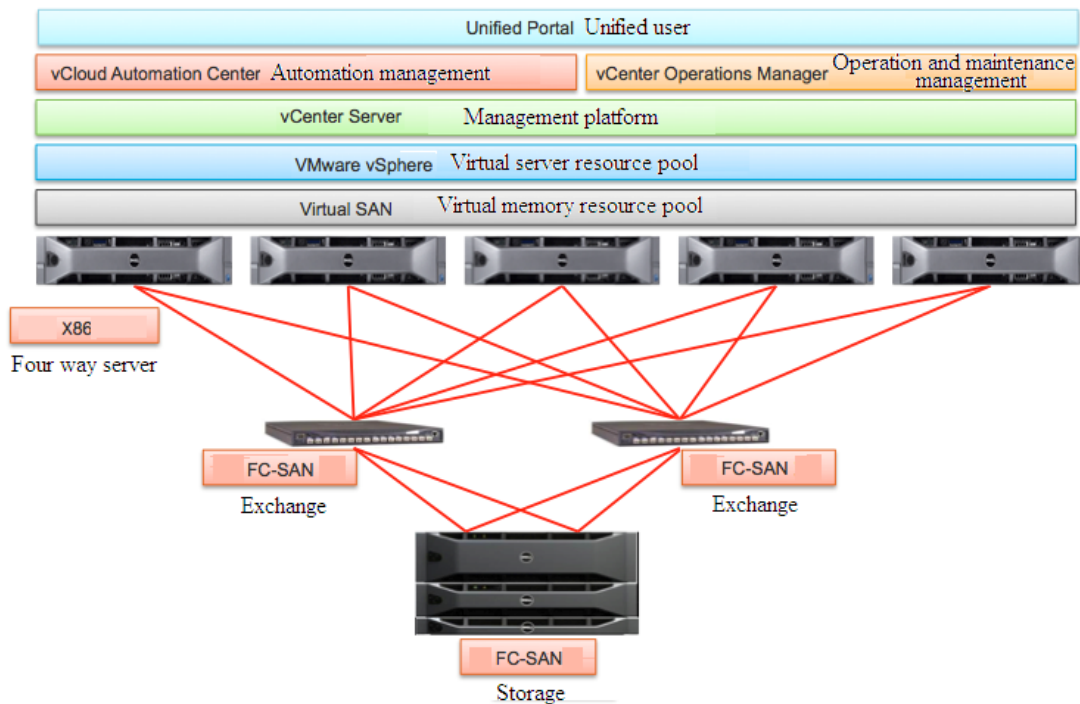 Unified Portal Unified user
vCloud Automation Center Automation management
vCenter Operations Manager Operation and maintenance
management
vCenter Server Management platform
VMware vSphere Virtual server resource pool
Virtual SAN Virtual memory resource pool
X86
Four way server
FC-SAN
Exchange
FC-SAN
Exchange
FC-SAN
Storage